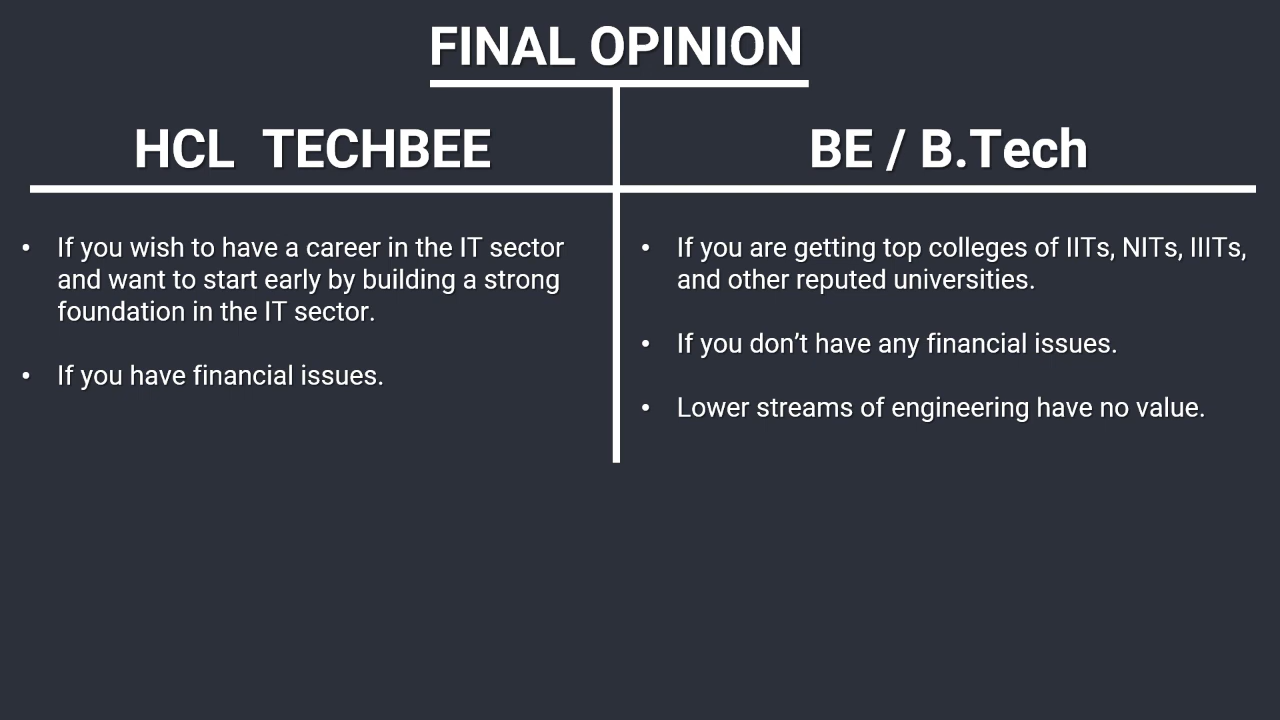 FINAL OPINION
HCL TECHBEE
BE / B.Tech
• If you wish to have a career in the IT sector
and want to start early by building a strong
foundation in the IT sector.
• If you have financial issues.
• If you are getting top colleges of IITs, NITs, IIITs,
and other reputed universities.
• If you don’t have any financial issues.
• Lower streams of engineering have no value.